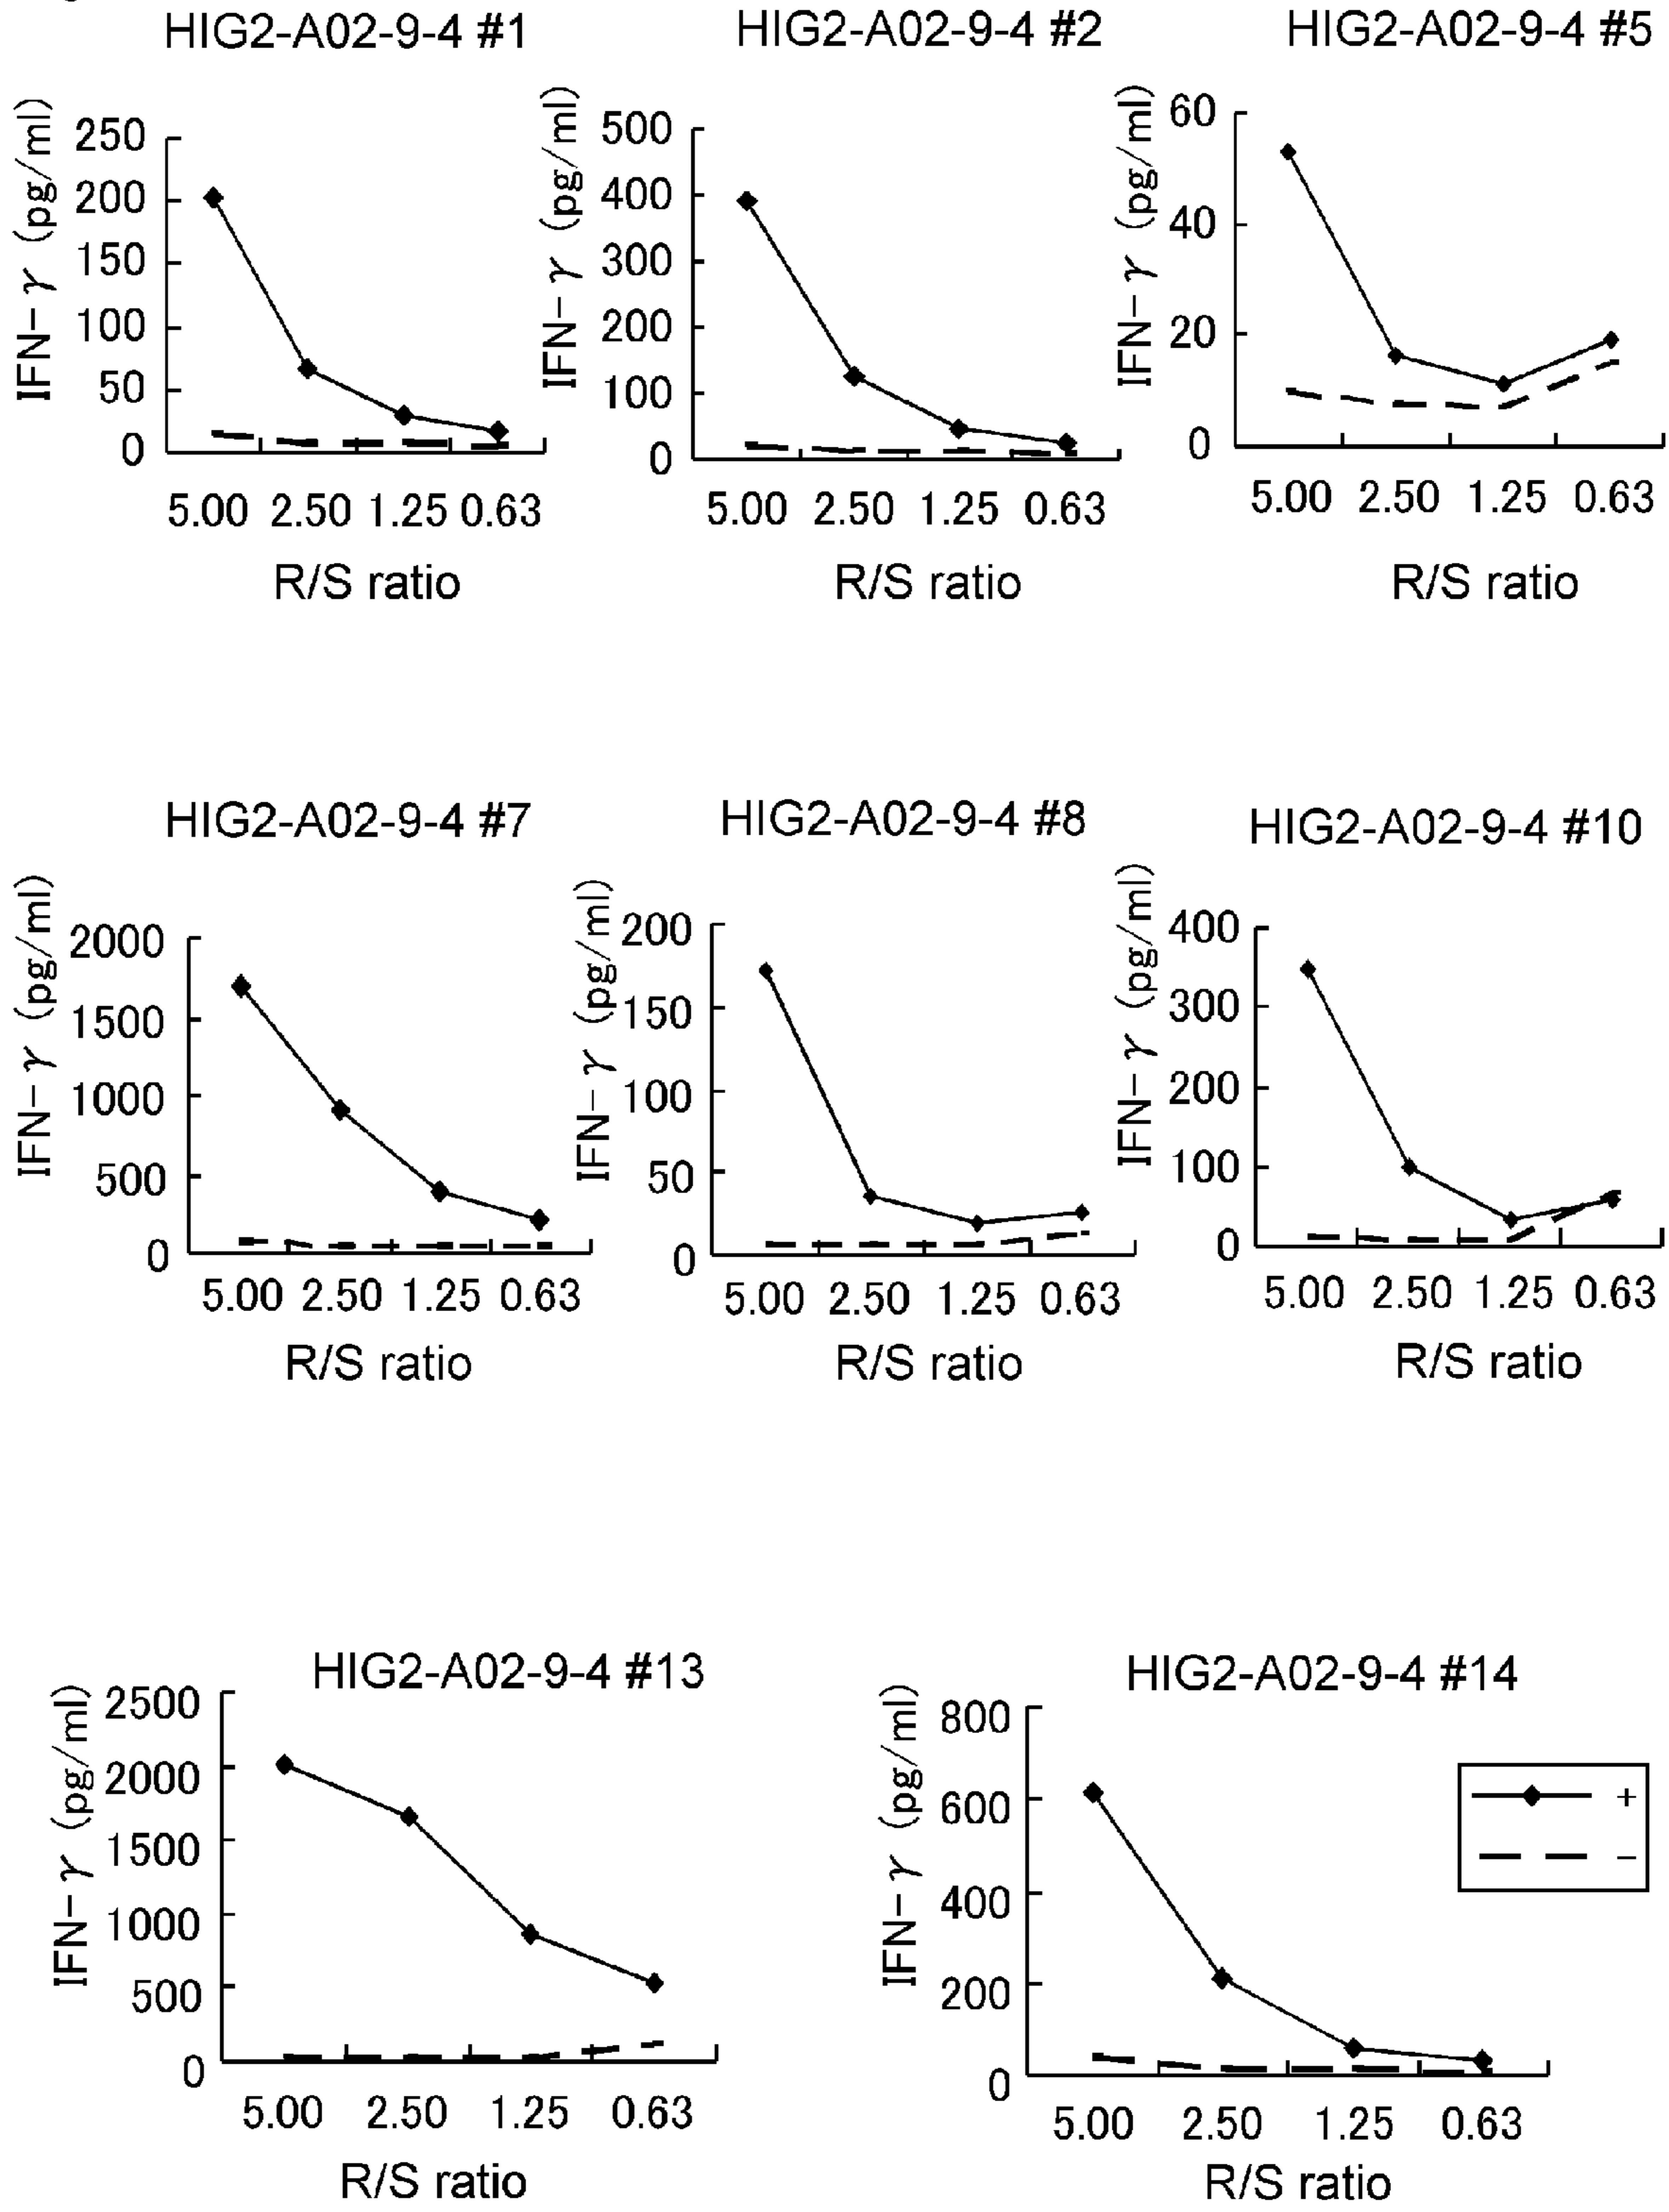 HIG2-A02-9-4 #1
IFN-γ (pg/ml)
250
200
150
100
50
0
5.00 2.50 1.25 0.63
R/S ratio
HIG2-A02-9-4 #2
IFN-γ (pg/ml)
500
400
300
200
100
0
5.00 2.50 1.25 0.63
R/S ratio
HIG2-A02-9-4 #5
IFN-γ (pg/ml)
60
40
20
0
5.00 2.50 1.25 0.63
R/S ratio
HIG2-A02-9-4 #7
IFN-γ (pg/ml)
2000
1500
1000
500
0
5.00 2.50 1.25 0.63
R/S ratio
HIG2-A02-9-4 #8
IFN-γ (pg/ml)
200
150
100
50
0
5.00 2.50 1.25 0.63
R/S ratio
HIG2-A02-9-4 #10
IFN-γ (pg/ml)
400
300
200
100
0
5.00 2.50 1.25 0.63
R/S ratio
HIG2-A02-9-4 #13
IFN-γ (pg/ml)
2500
2000
1500
1000
500
0
5.00 2.50 1.25 0.63
R/S ratio
HIG2-A02-9-4 #14
IFN-γ (pg/ml)
800
600
400
200
0
5.00 2.50 1.25 0.63
R/S ratio
+
−